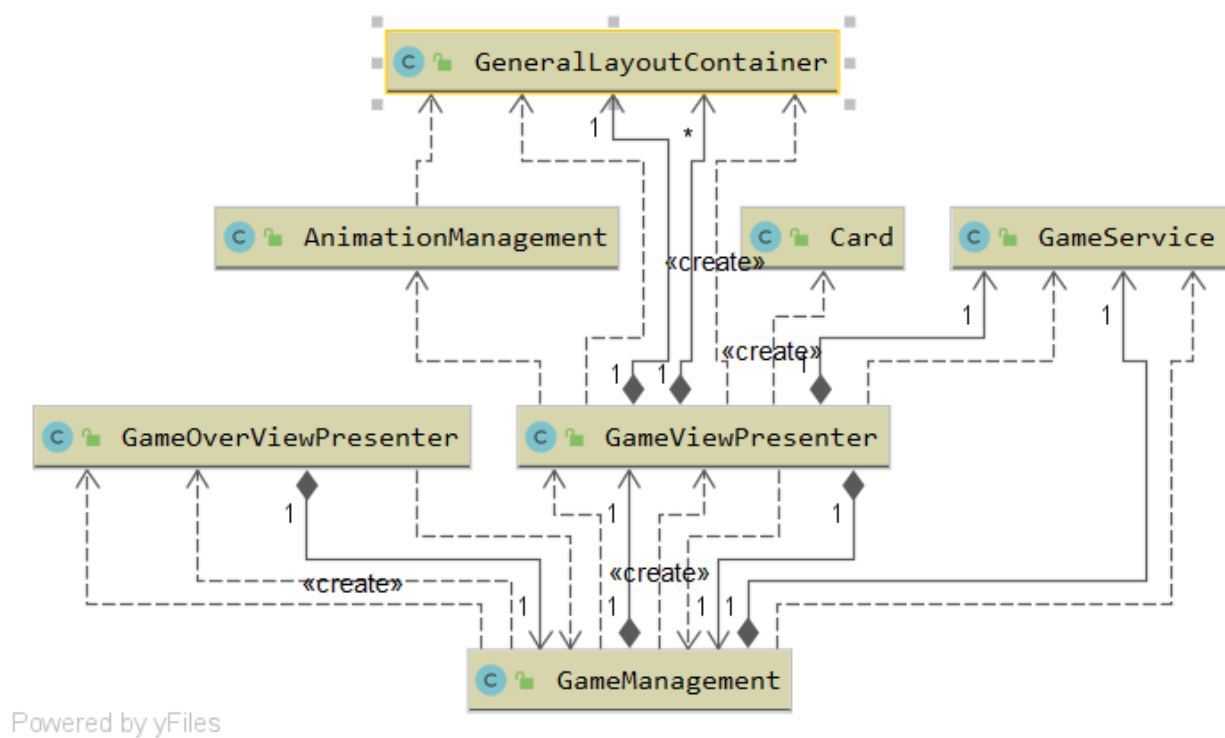 C GeneralLayoutContainer
1 *
C AnimationManagement
C Card
C GameService
«create»
1 1
«create»
1 1 1
C GameOverViewPresenter
C GameViewPresenter
1 1 1
«create» «create»
1 1 1 1
C GameManagement
Powered by yFiles